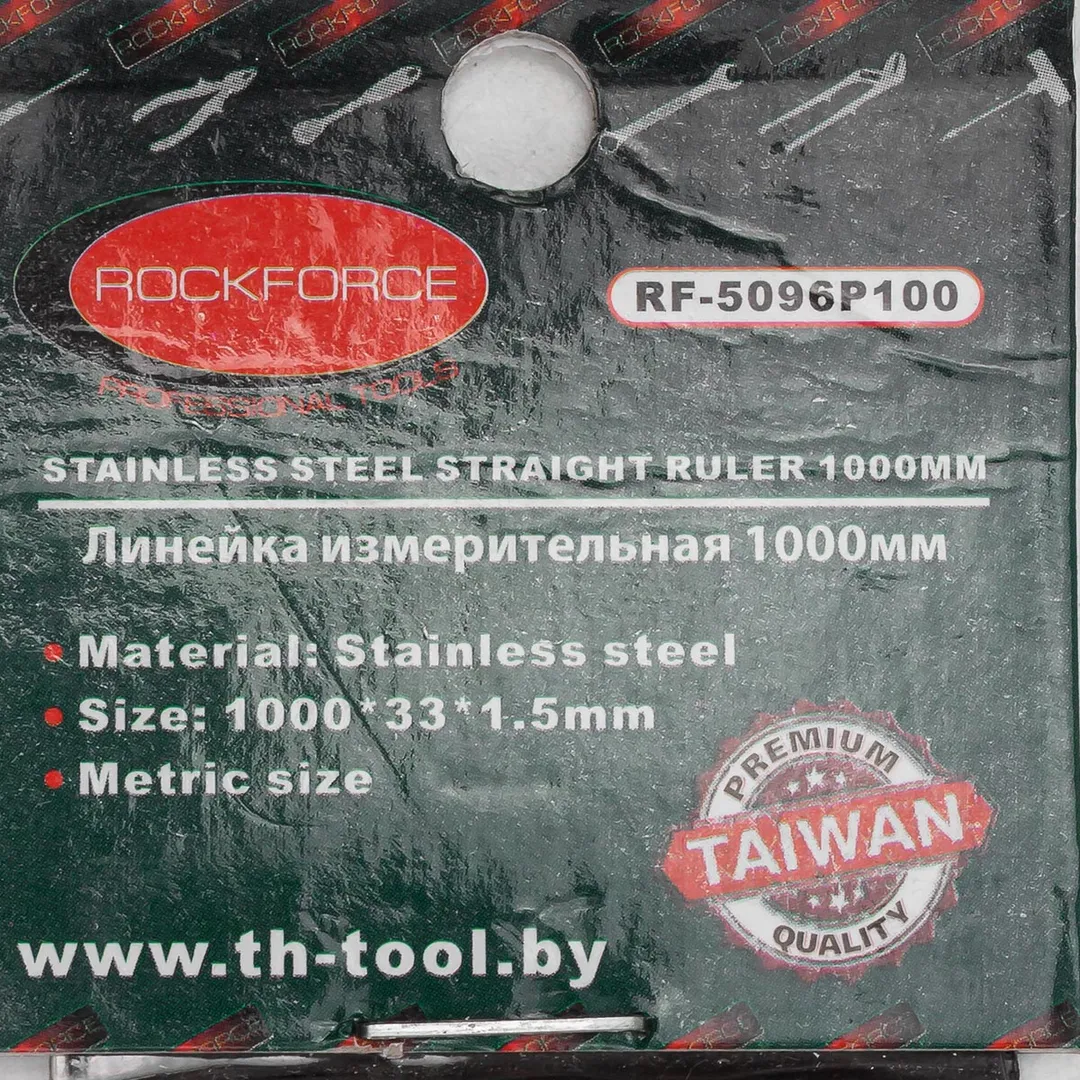 ROCKFORCE
PROFESSIONAL TOOLS
RF-5096P100
STAINLESS STEEL STRAIGHT RULER 1000MM
Линейка измерительная 1000мм
Material: Stainless steel
Size: 1000*33*1.5mm
Metric size
PREMIUM
TAIWAN
QUALITY
www.th-tool.by